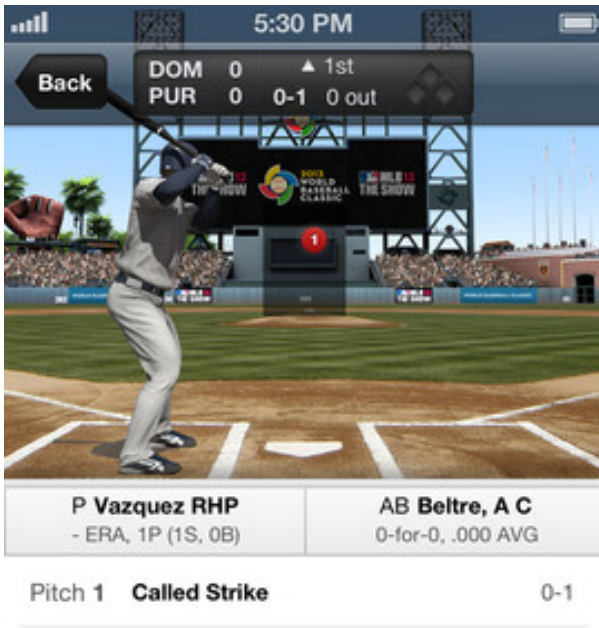 5:30 PM
Back
DOM 0 ▲ 1st
PUR 0 0-1 0 out
MLB 13 THE SHOW
2013 WORLD BASEBALL CLASSIC
MLB 13 THE SHOW
1
P Vazquez RHP
- ERA, 1P (1S, 0B)
AB Beltre, A C
0-for-0, .000 AVG
Pitch 1 Called Strike 0-1